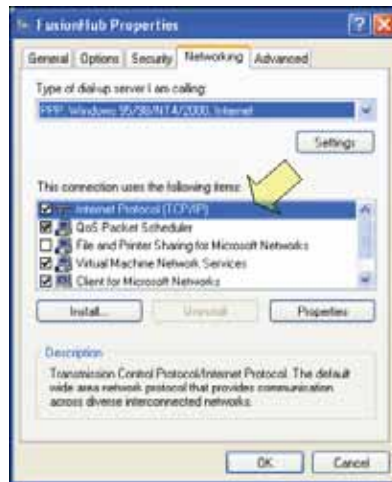 FusionHub Properties
General Options Security Networking Advanced
Type of dial-up server I am calling:
PPP: Windows 95/98/NT4/2000, Internet
Settings
This connection uses the following items:
Internet Protocol (TCP/IP)
QoS Packet Scheduler
File and Printer Sharing for Microsoft Networks
Virtual Machine Network Services
Client for Microsoft Networks
Install... Uninstall Properties
Description
Transmission Control Protocol/Internet Protocol. The default
wide area network protocol that provides communication
across diverse interconnected networks.
OK Cancel